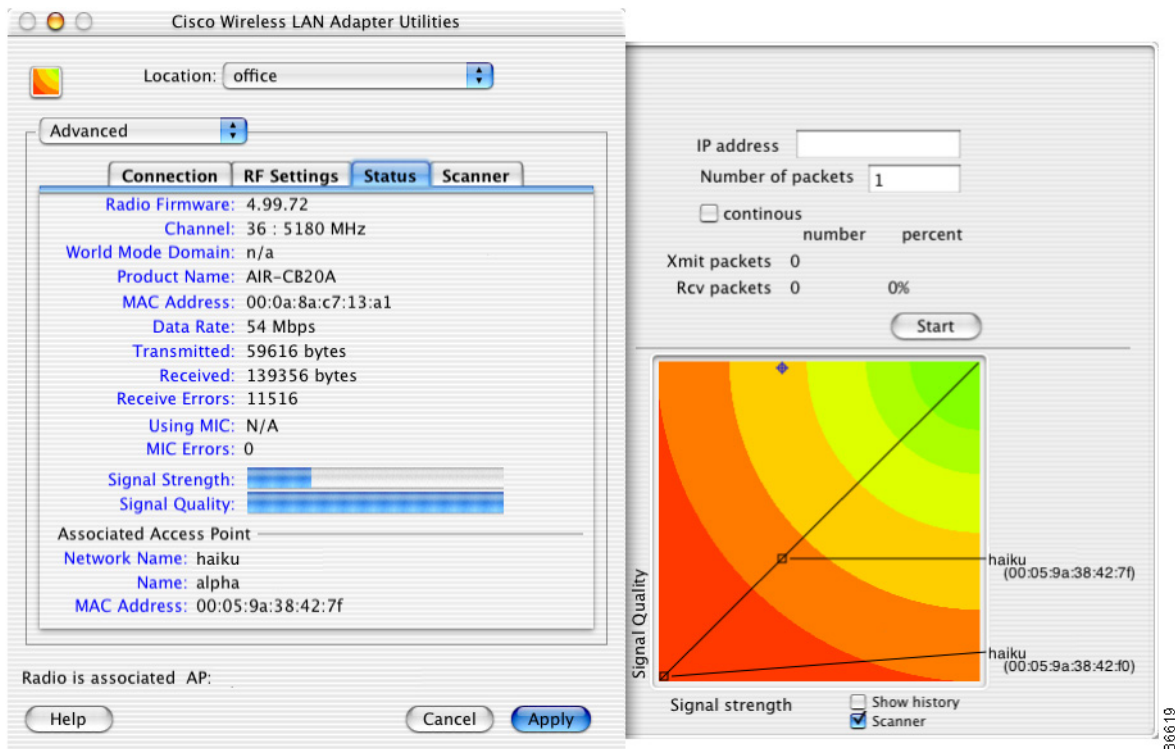 Cisco Wireless LAN Adapter Utilities
Location: office
Advanced
Connection RF Settings Status Scanner
Radio Firmware: 4.99.72
Channel: 36 : 5180 MHz
World Mode Domain: n/a
Product Name: AIR-CB20A
MAC Address: 00:0a:8a:c7:13:a1
Data Rate: 54 Mbps
Transmitted: 59616 bytes
Received: 139356 bytes
Receive Errors: 11516
Using MIC: N/A
MIC Errors: 0
Signal Strength:
Signal Quality:
Associated Access Point
Network Name: haiku
Name: alpha
MAC Address: 00:05:9a:38:42:7f
Radio is associated AP:
Help Cancel Apply
IP address
Number of packets 1
continous
number percent
Xmit packets 0
Rcv packets 0 0%
Start
Signal Quality
haiku
(00:05:9a:38:42:7f)
haiku
(00:05:9a:38:42:f0)
Signal strength
Show history
Scanner
86619